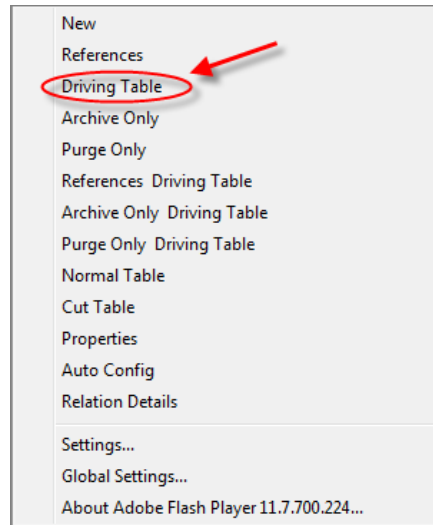 New
References
Driving Table
Archive Only
Purge Only
References Driving Table
Archive Only Driving Table
Purge Only Driving Table
Normal Table
Cut Table
Properties
Auto Config
Relation Details
Settings...
Global Settings...
About Adobe Flash Player 11.7.700.224...